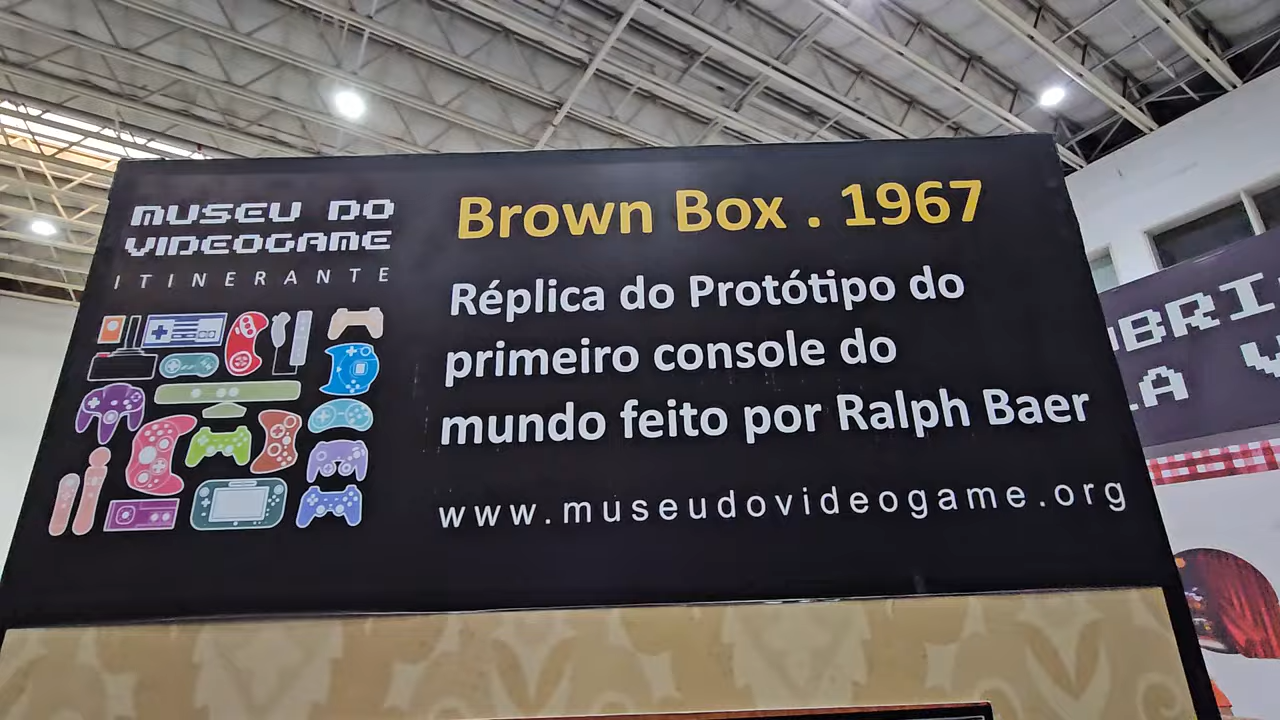 MUSEU DO
VIDEOGAME
ITINERANTE
Brown Box . 1967
Réplica do Protótipo do
primeiro console do
mundo feito por Ralph Baer
www.museudovideogame.org